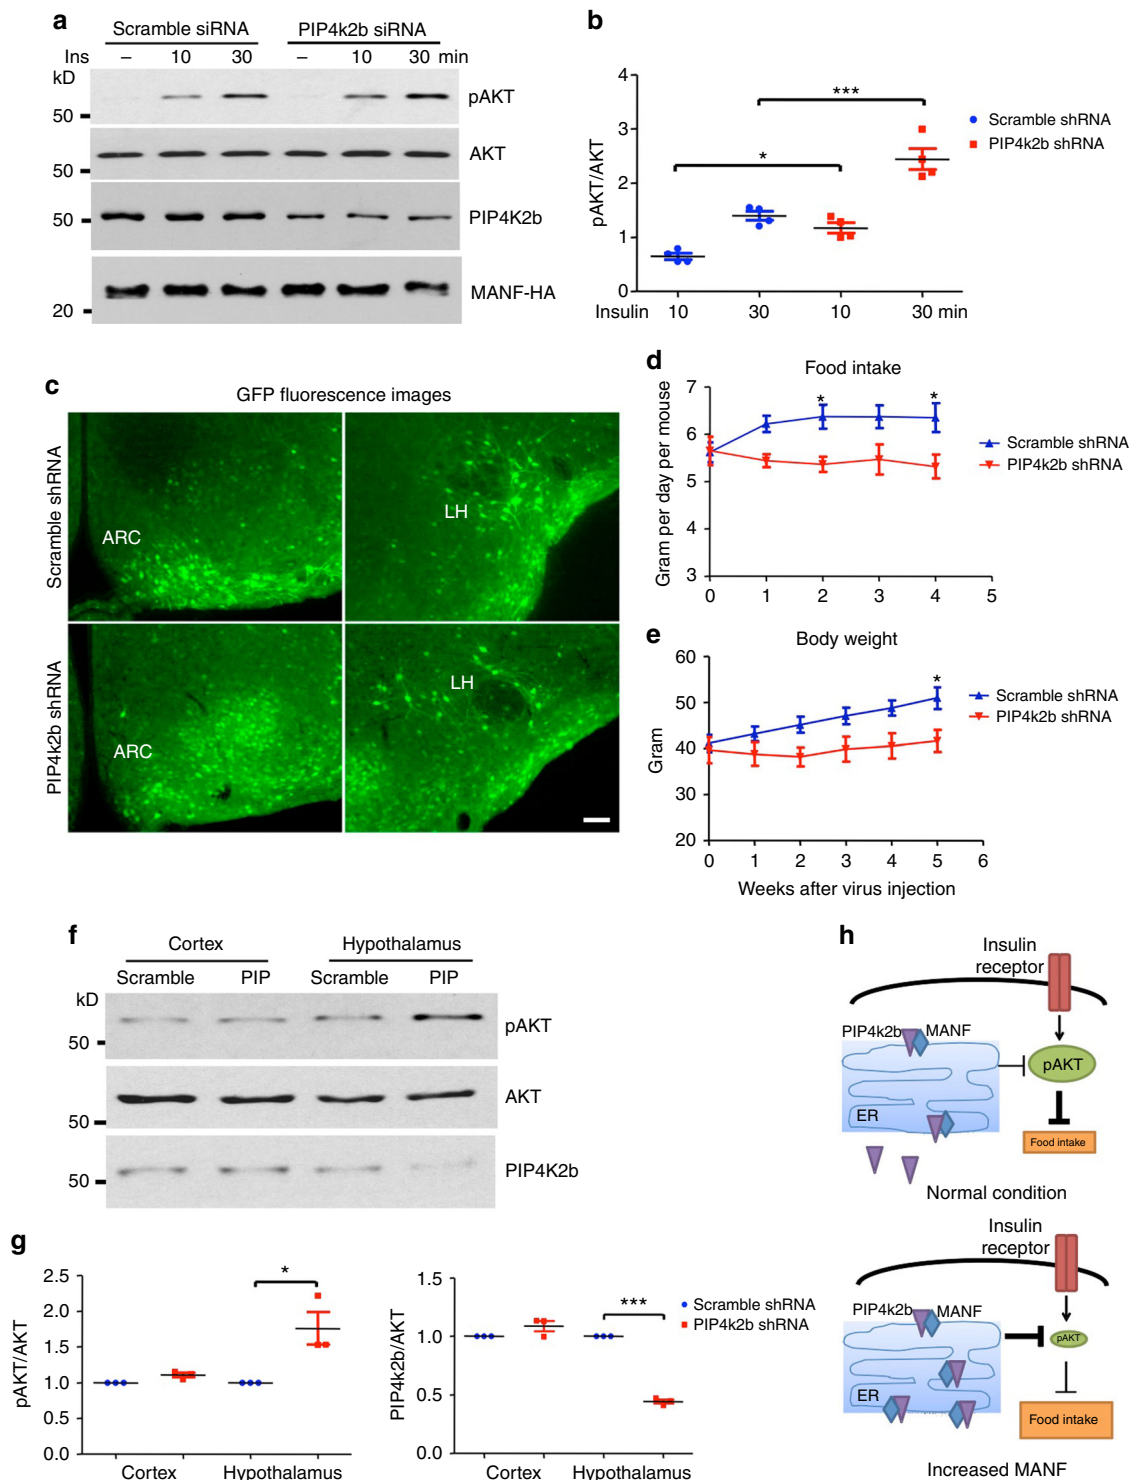 a
Scramble siRNA PIP4k2b siRNA
Ins – 10 30 – 10 30 min
kD
50 pAKT
50 AKT
50 PIP4K2b
20 MANF-HA
b
pAKT/AKT
4
3
2
1
0
*
***
Insulin 10 30 10 30 min
Scramble shRNA
PIP4k2b shRNA
c
GFP fluorescence images
Scramble shRNA
ARC
LH
PIP4k2b shRNA
ARC
LH
d
Food intake
Gram per day per mouse
7
6
5
4
3
* *
0 1 2 3 4 5
Scramble shRNA
PIP4k2b shRNA
e
Body weight
Gram
60
50
40
30
20
*
0 1 2 3 4 5 6
Weeks after virus injection
Scramble shRNA
PIP4k2b shRNA
f
Cortex Hypothalamus
Scramble PIP Scramble PIP
kD
50 pAKT
50 AKT
50 PIP4K2b
g
pAKT/AKT
2.5
2.0
1.5
1.0
0.5
0.0
*
Cortex Hypothalamus
PIP4k2b/AKT
1.5
1.0
0.5
0.0
***
Cortex Hypothalamus
Scramble shRNA
PIP4k2b shRNA
h
Insulin
receptor
PIP4k2b MANF
pAKT
ER
Food intake
Normal condition
Insulin
receptor
PIP4k2b MANF
pAKT
ER
Food intake
Increased MANF